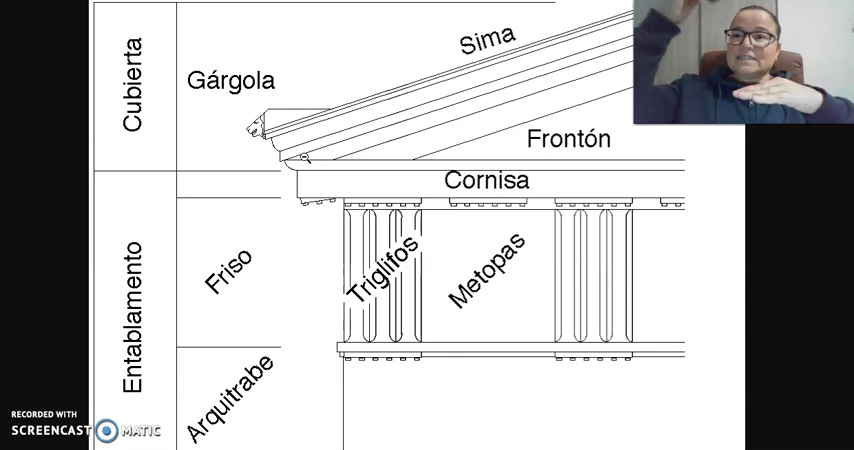 Cubierta
Gárgola
Sima
Frontón
Cornisa
Entablamento
Friso
Triglifos
Metopas
Arquitrabe
RECORDED WITH
SCREENCAST MATIC